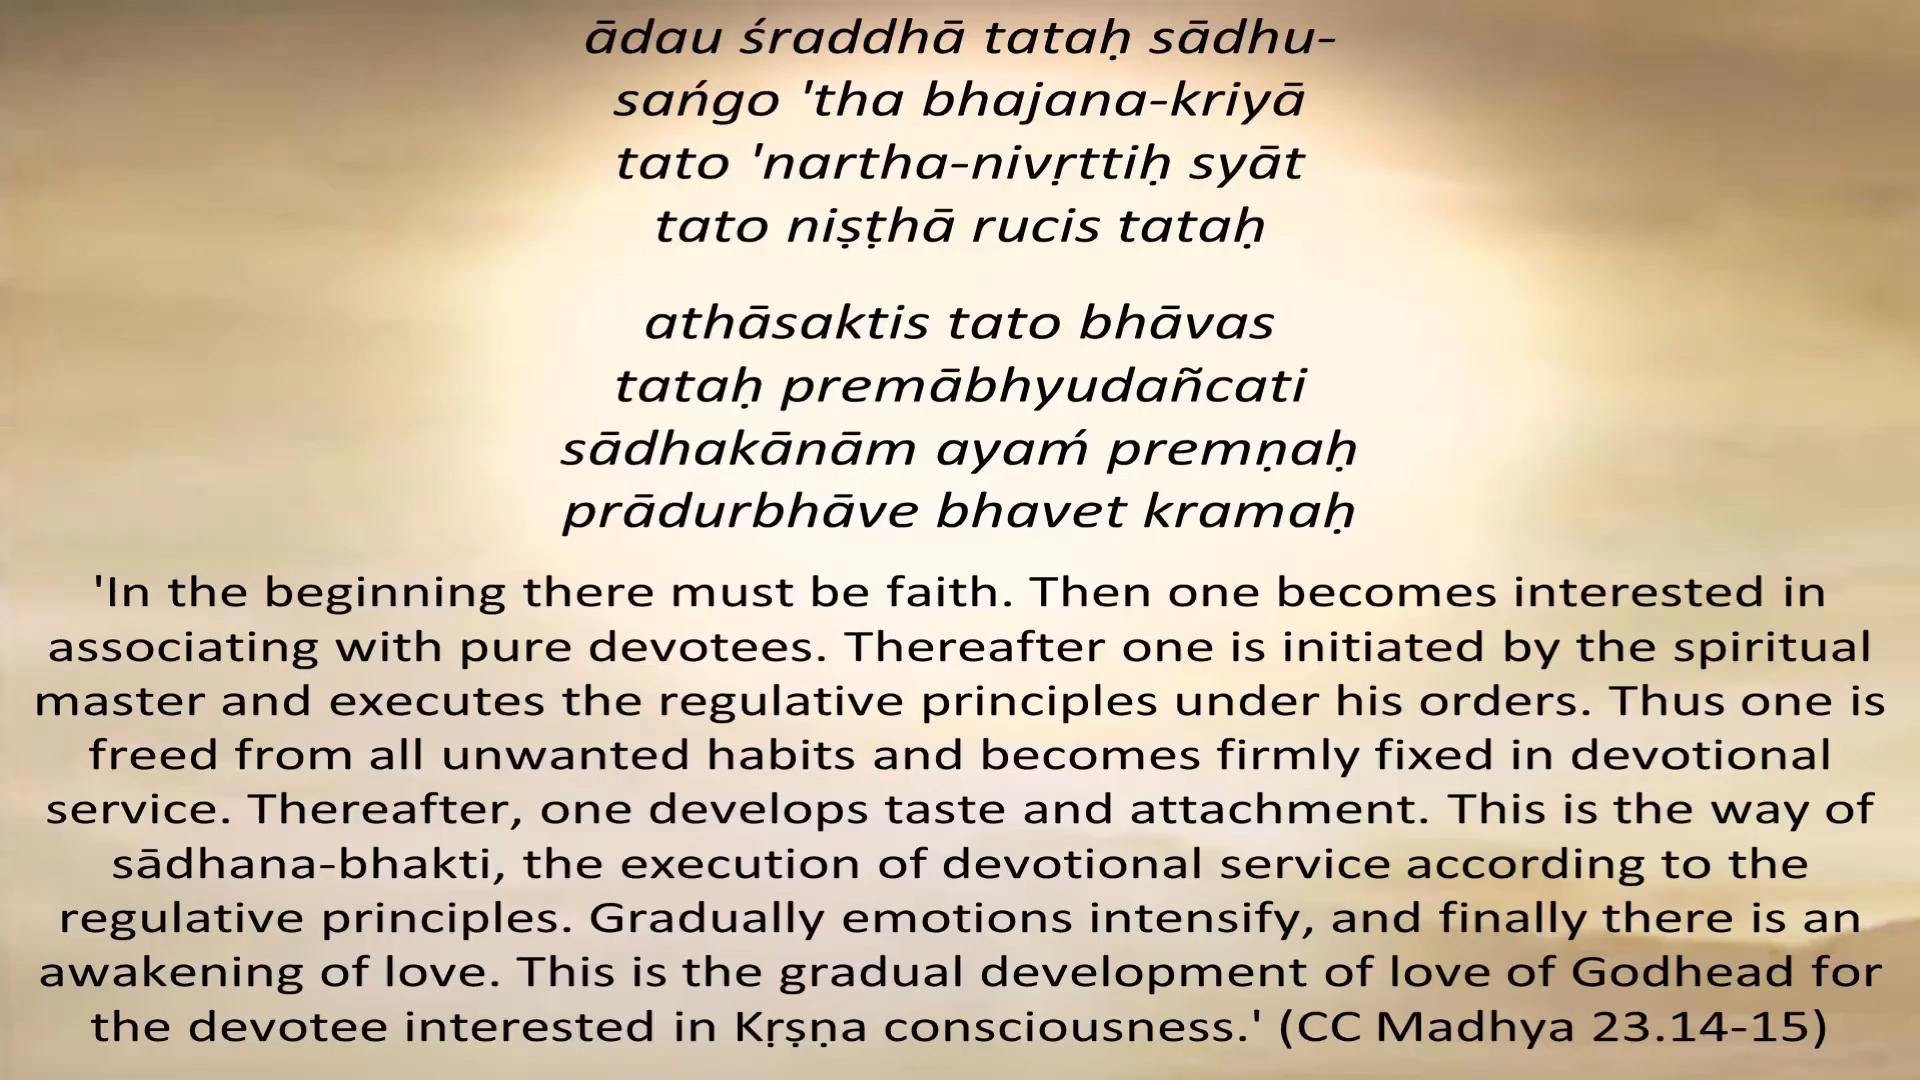 ādau śraddhā tataḥ sādhu-
sańgo 'tha bhajana-kriyā
tato 'nartha-nivṛttiḥ syāt
tato niṣṭhā rucis tataḥ
athāsaktis tato bhāvas
tataḥ premābhyudañcati
sādhakānām ayaḿ premṇaḥ
prādurbhāve bhavet kramaḥ
'In the beginning there must be faith. Then one becomes interested in
associating with pure devotees. Thereafter one is initiated by the spiritual
master and executes the regulative principles under his orders. Thus one is
freed from all unwanted habits and becomes firmly fixed in devotional
service. Thereafter, one develops taste and attachment. This is the way of
sādhana-bhakti, the execution of devotional service according to the
regulative principles. Gradually emotions intensify, and finally there is an
awakening of love. This is the gradual development of love of Godhead for
the devotee interested in Kṛṣṇa consciousness.' (CC Madhya 23.14-15)